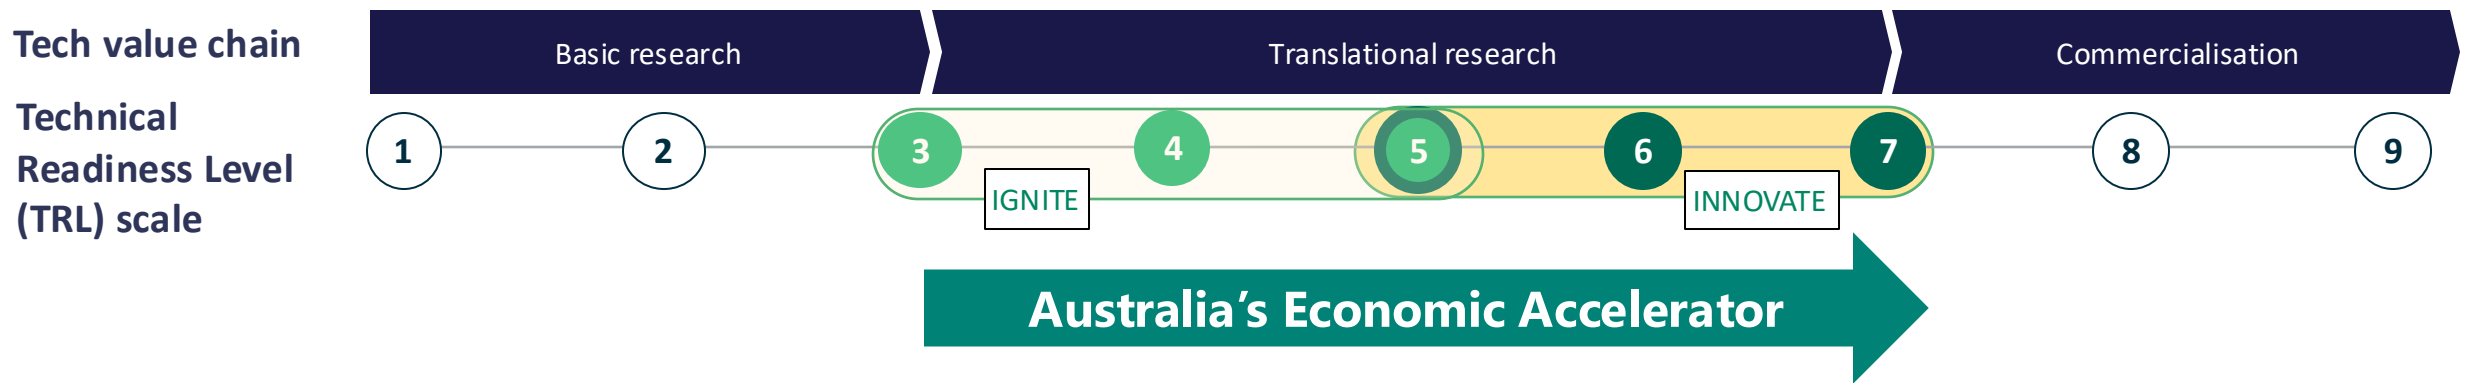 Tech value chain
Basic research
Translational research
Commercialisation
Technical
Readiness Level
(TRL) scale
1
2
3
4
5
6
7
8
9
IGNITE
INNOVATE
Australia’s Economic Accelerator